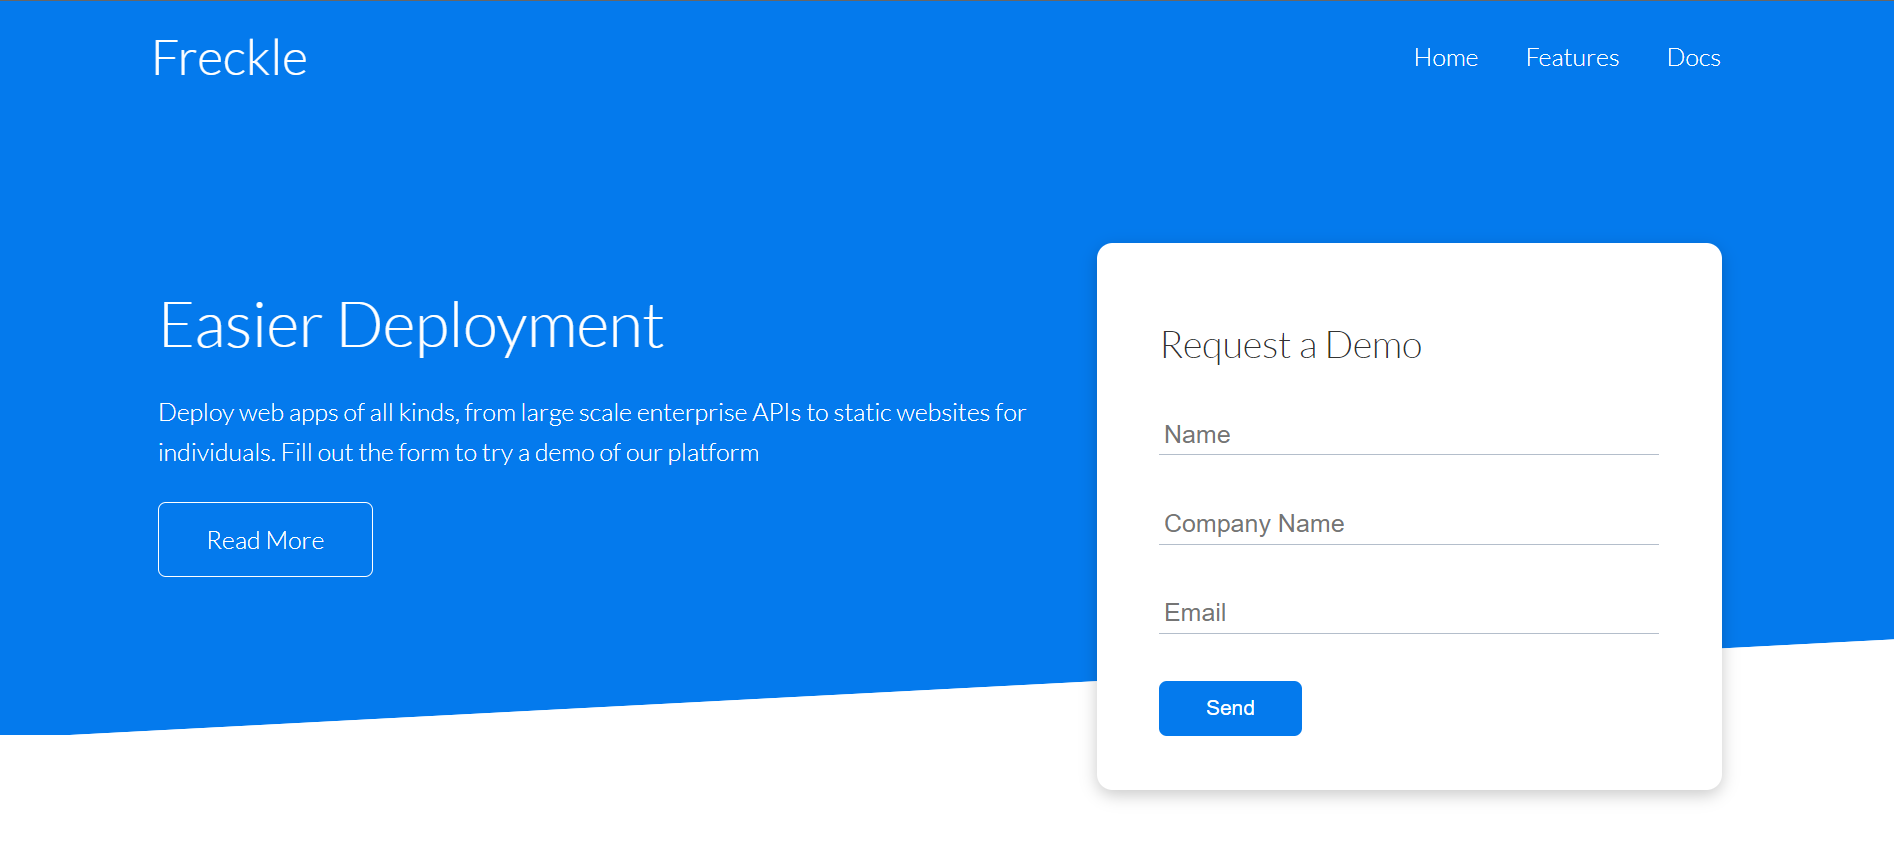 Freckle
Home
Features
Docs
Easier Deployment
Deploy web apps of all kinds, from large scale enterprise APIs to static websites for
individuals. Fill out the form to try a demo of our platform
Read More
Request a Demo
Name
Company Name
Email
Send